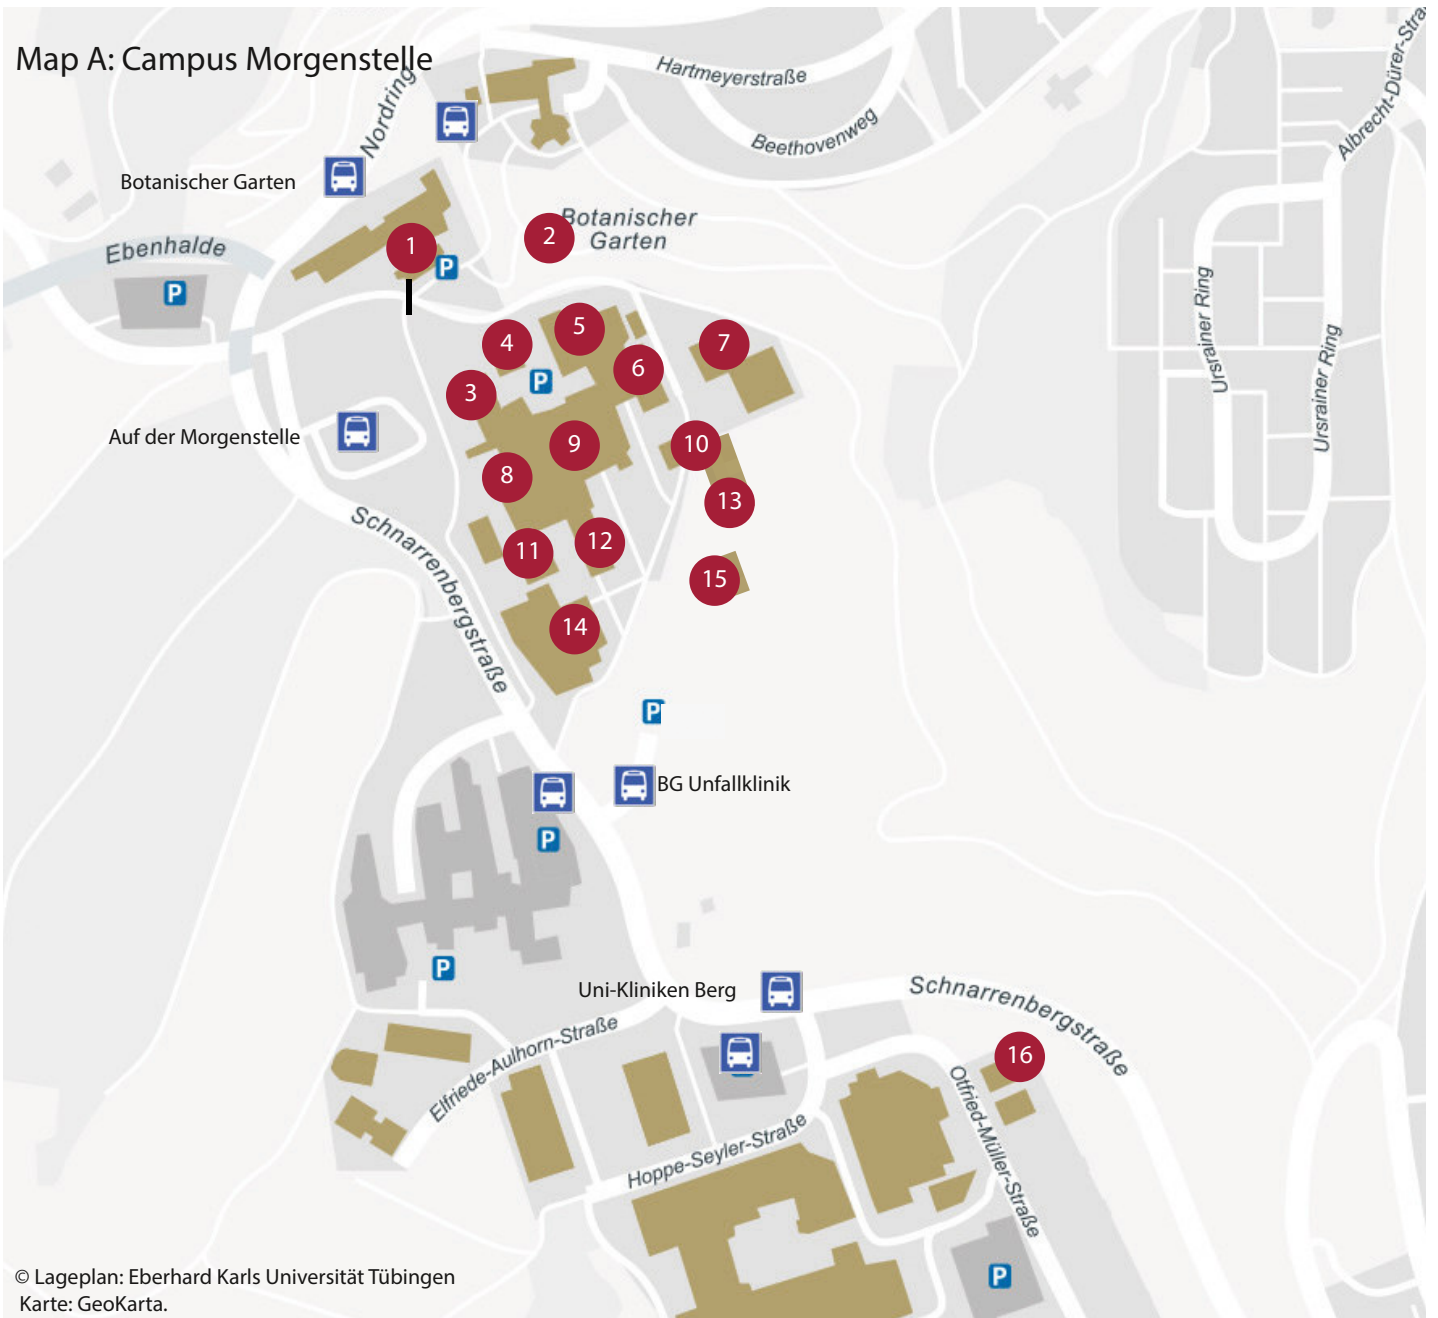 Map A: Campus Morgenstelle
Nordring
Hartmeyerstraße
Beethovenweg
Albrecht-Dürer-Stra
Botanischer Garten
Botanischer
Garten
Ebenhalde
1
2
P
P
Ursrainer Ring
Ursrainer Ring
4
5
6
7
3
P
Auf der Morgenstelle
8
9
10
13
11
12
15
14
Schnarrenbergstraße
P
BG Unfallklinik
P
P
Uni-Kliniken Berg
Schnarrenbergstraße
Elfriede-Aulhorn-Straße
16
Otfried-Müller-Straße
Hoppe-Seyler-Straße
P
© Lageplan: Eberhard Karls Universität Tübingen
Karte: GeoKarta.